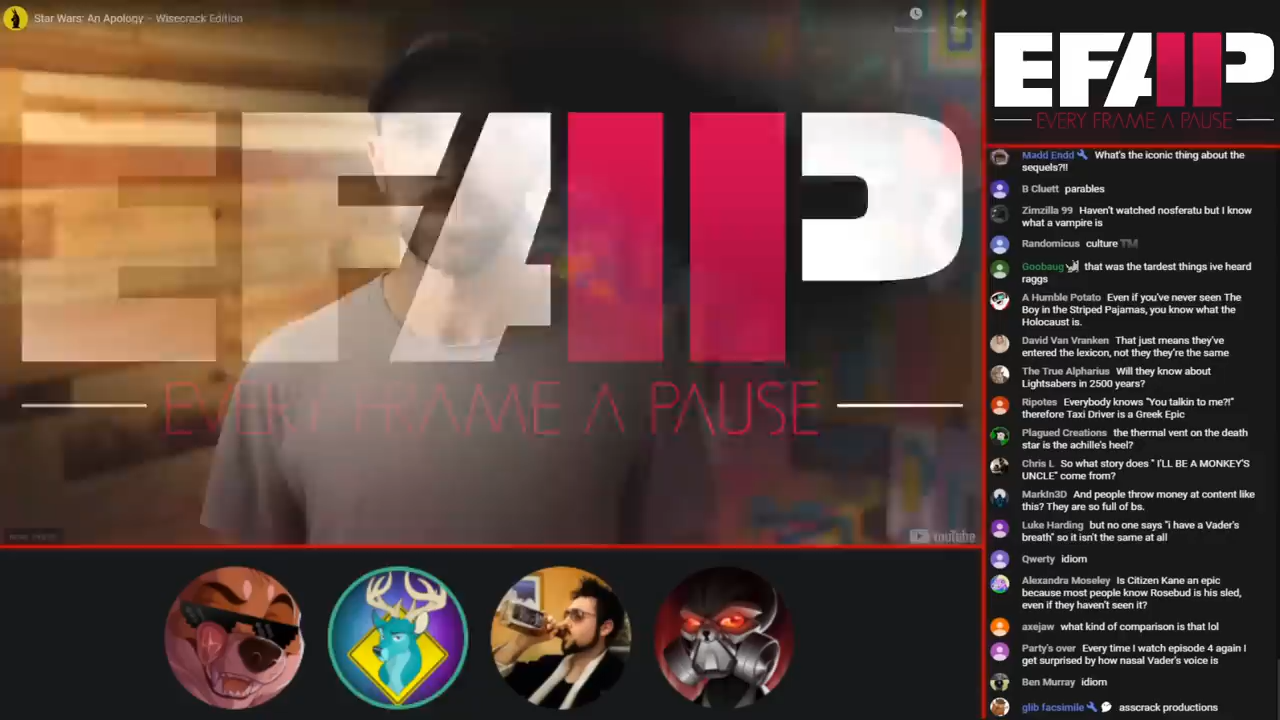 Star Wars: An Apology – Wisecrack Edition
EFAP
EVERY FRAME A PAUSE
YouTube
EFAP
EVERY FRAME A PAUSE
Madd Endd What's the iconic thing about the
sequels?!!
B Cluett parables
Zimzilla 99 Haven't watched nosferatu but I know
what a vampire is
Randomicus culture TM
Goobaug that was the tardest things ive heard
raggs
A Humble Potato Even if you've never seen The
Boy in the Striped Pajamas, you know what the
Holocaust is.
David Van Vranken That just means they've
entered the lexicon, not they they're the same
The True Alpharius Will they know about
Lightsabers in 2500 years?
Ripotes Everybody knows "You talkin to me?!"
therefore Taxi Driver is a Greek Epic
Plagued Creations the thermal vent on the death
star is the achille's heel?
Chris L So what story does " I'LL BE A MONKEY'S
UNCLE" come from?
MarkIn3D And people throw money at content like
this? They are so full of bs.
Luke Harding but no one says "i have a Vader's
breath" so it isn't the same at all
Qwerty idiom
Alexandra Moseley Is Citizen Kane an epic
because most people know Rosebud is his sled,
even if they haven't seen it?
axejaw what kind of comparison is that lol
Party's over Every time I watch episode 4 again I
get surprised by how nasal Vader's voice is
Ben Murray idiom
glib facsimile asscrack productions